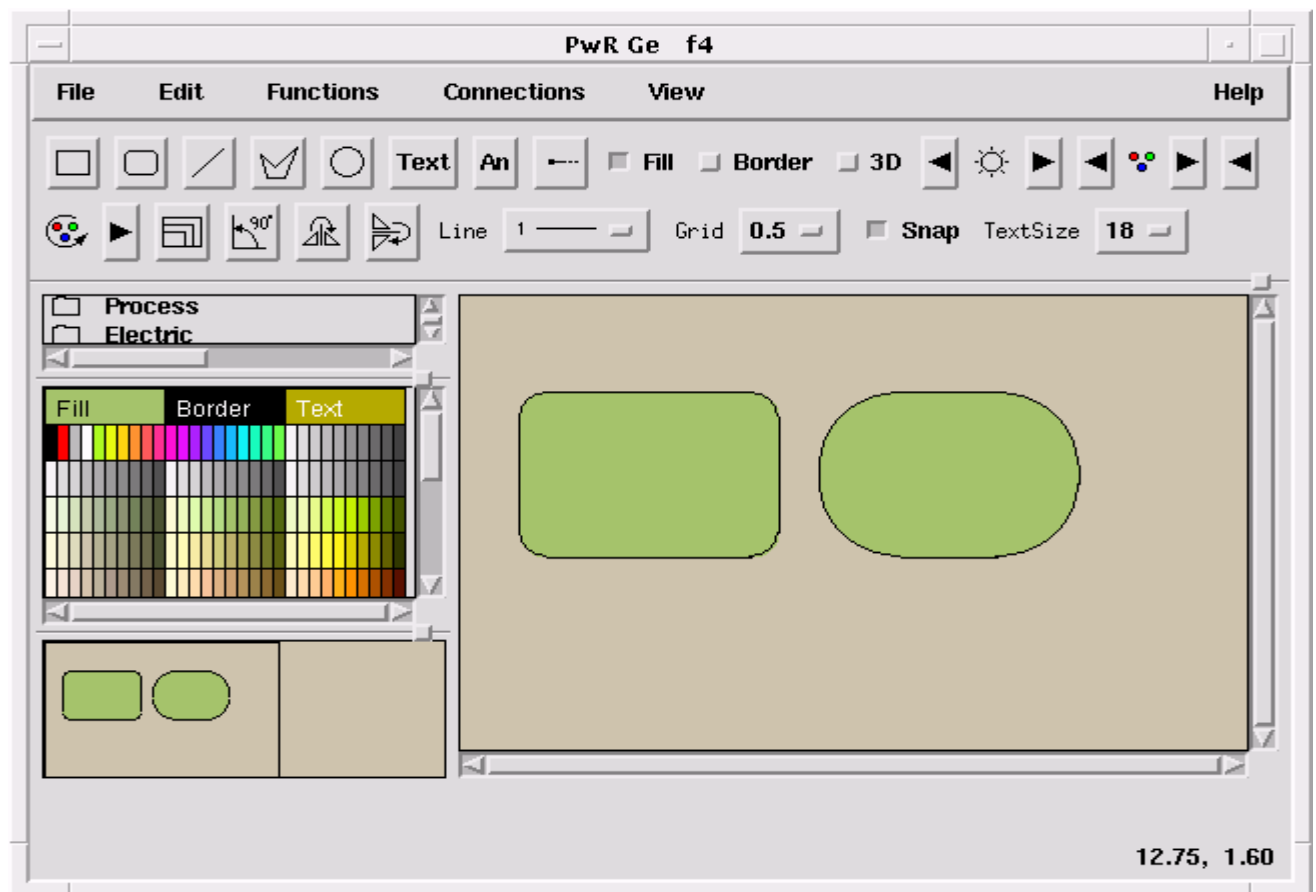 PwR Ge f4
File Edit Functions Connections View Help
Text An Fill Border 3D
90° Line 1 Grid 0.5 Snap TextSize 18
Process
Electric
Fill Border Text
12.75, 1.60